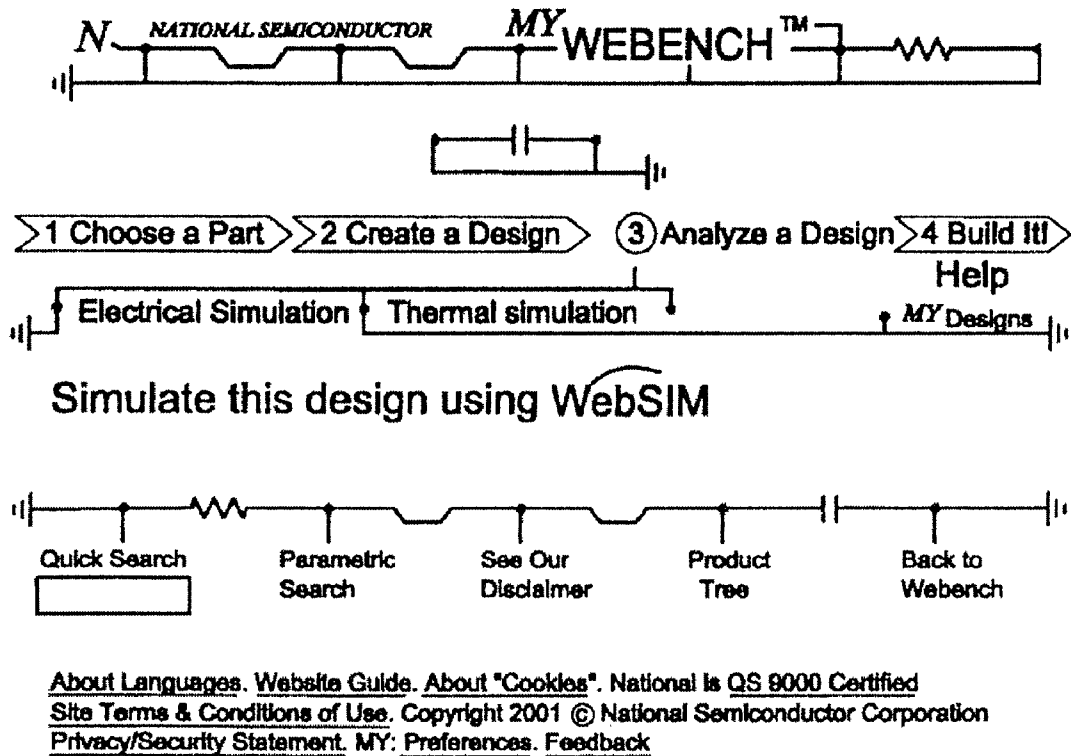 N NATIONAL SEMICONDUCTOR MY WEBENCH™
1 Choose a Part 2 Create a Design 3 Analyze a Design 4 Build It!
Help
Electrical Simulation Thermal simulation MY Designs
Simulate this design using WebSIM
Quick Search Parametric See Our Product Back to
Search Disclaimer Tree Webench
About Languages. Website Guide. About "Cookies". National is QS 9000 Certified
Site Terms & Conditions of Use. Copyright 2001 © National Semiconductor Corporation
Privacy/Security Statement. MY: Preferences. Feedback